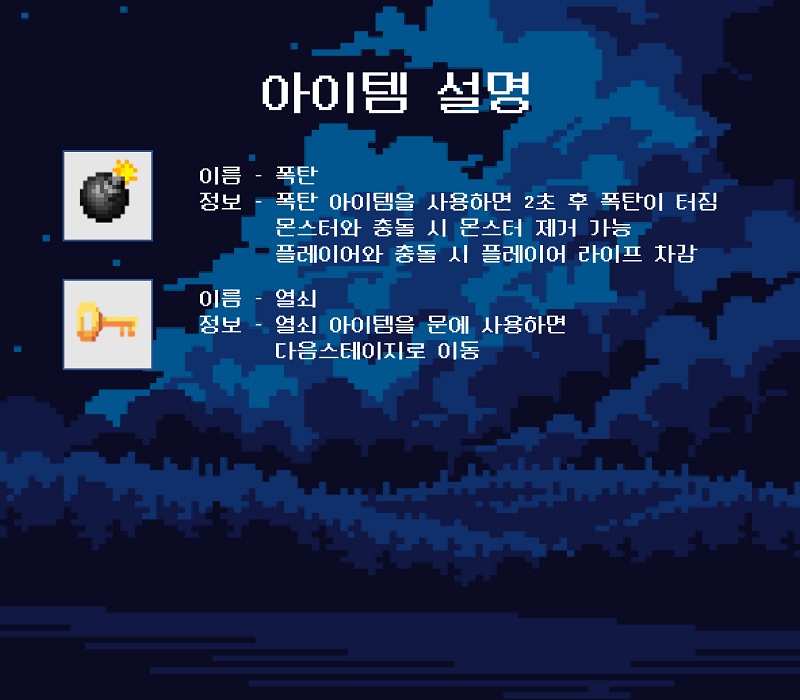 아이템 설명
이름 - 폭탄
정보 - 폭탄 아이템을 사용하면 2초 후 폭탄이 터짐
몬스터와 충돌 시 몬스터 제거 가능
플레이어와 충돌 시 플레이어 라이프 차감
이름 - 열쇠
정보 - 열쇠 아이템을 문에 사용하면
다음스테이지로 이동